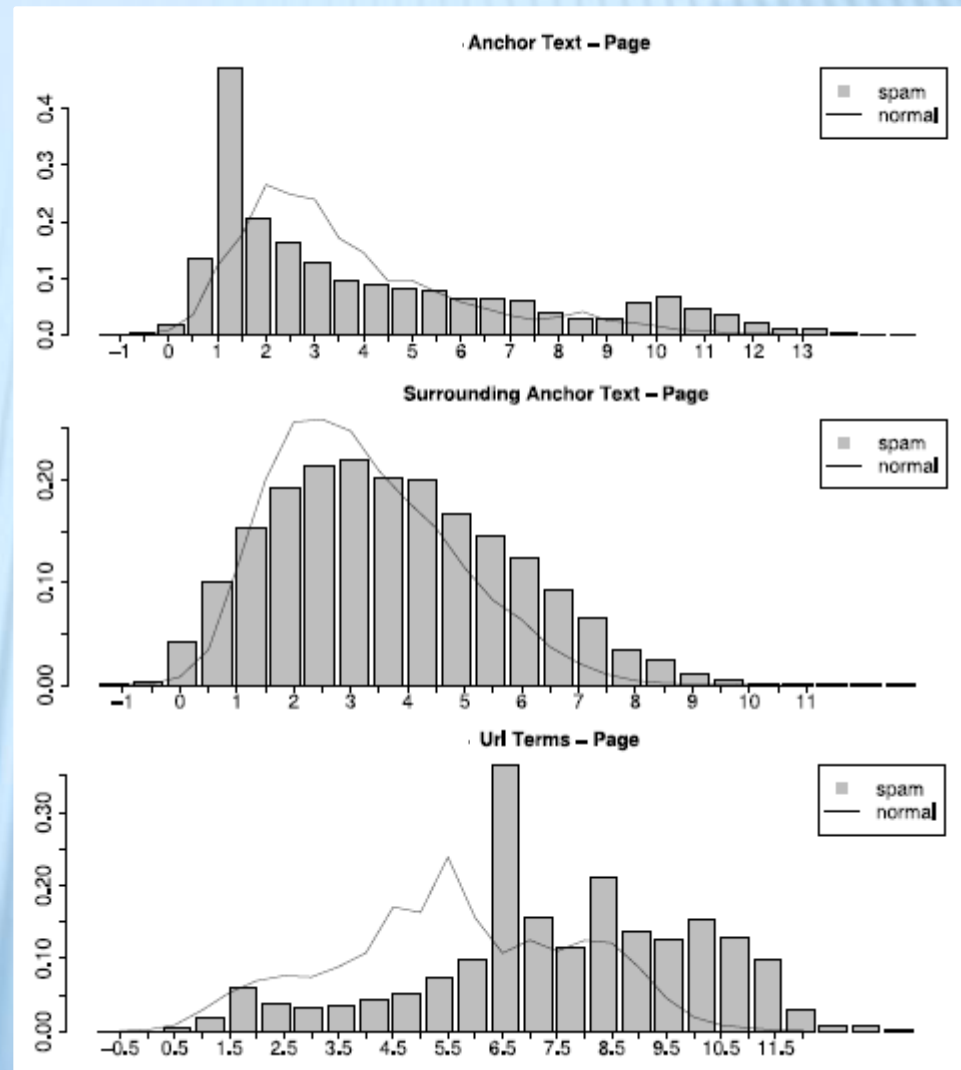 Anchor Text – Page
spam
normal
0.4
0.3
0.2
0.1
0.0
–1 0 1 2 3 4 5 6 7 8 9 10 11 12 13
Surrounding Anchor Text – Page
spam
normal
0.20
0.10
0.00
–1 0 1 2 3 4 5 6 7 8 9 10 11
Url Terms – Page
spam
normal
0.30
0.20
0.10
0.00
–0.5 0.5 1.5 2.5 3.5 4.5 5.5 6.5 7.5 8.5 9.5 10.5 11.5